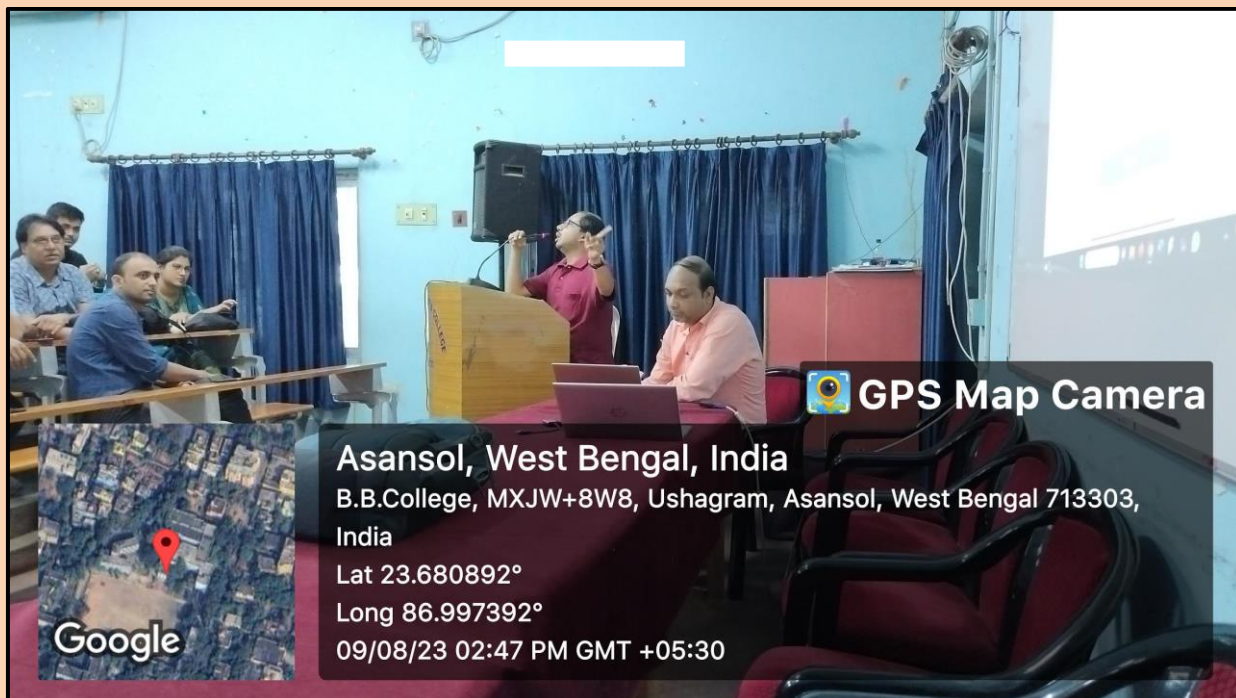 COLLEGE
GPS Map Camera
Asansol, West Bengal, India
B.B.College, MXJW+8W8, Ushagram, Asansol, West Bengal 713303,
India
Lat 23.680892°
Long 86.997392°
09/08/23 02:47 PM GMT +05:30
Google